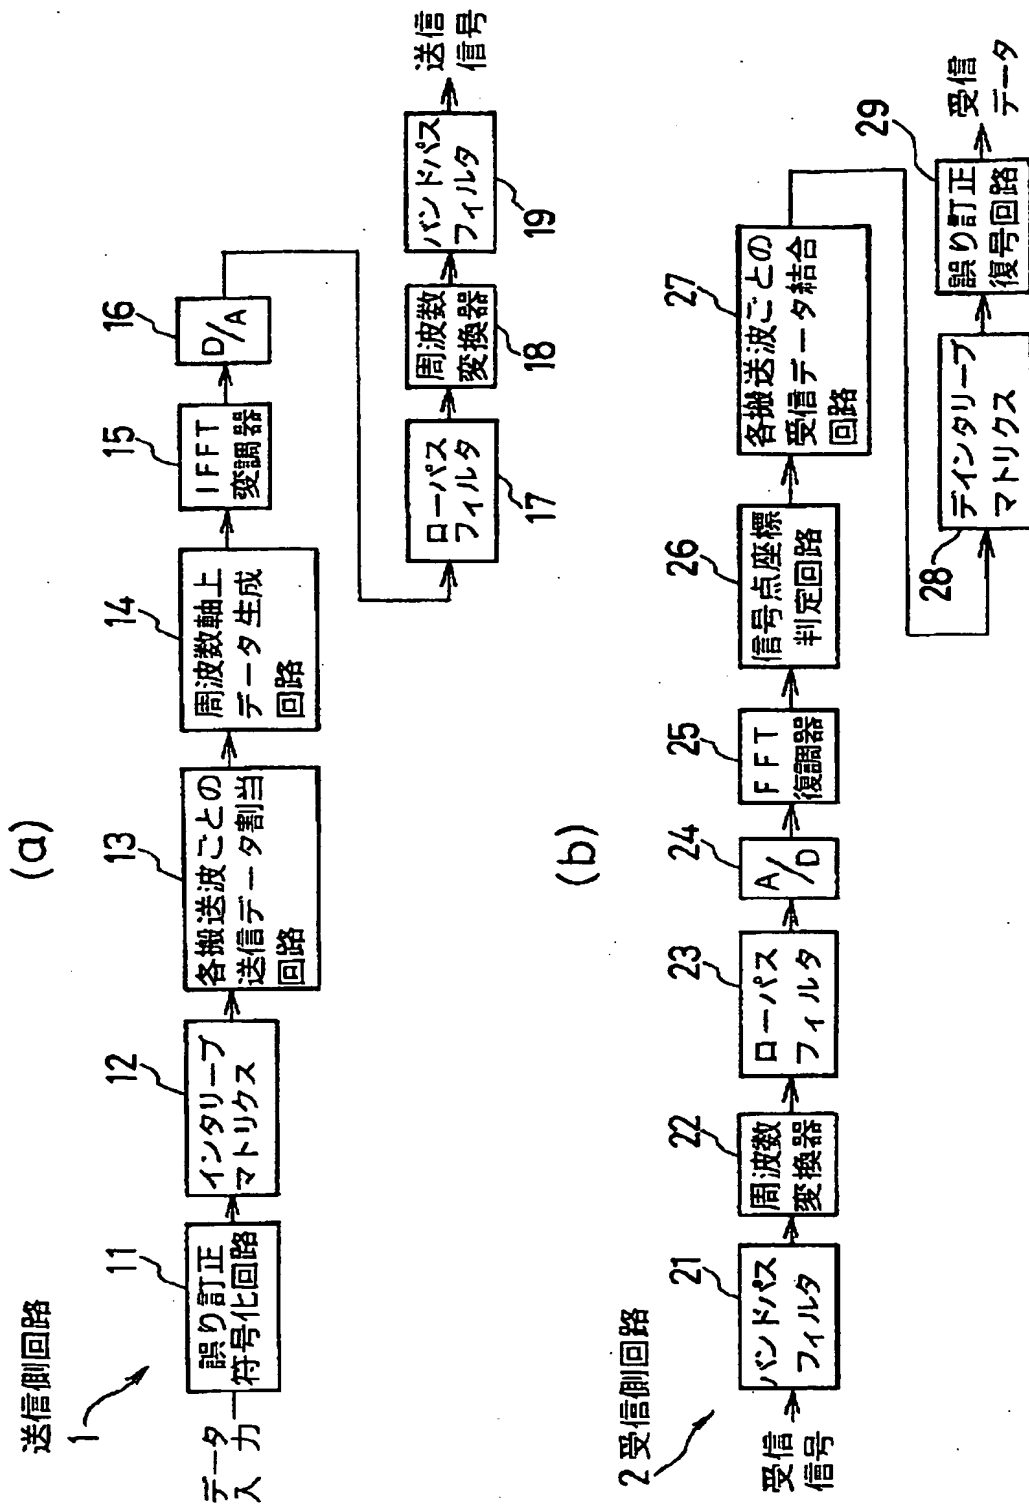 (a)
送信側回路
1
データ
入力
11
誤り訂正
符号化回路
12
インタリーブ
マトリクス
13
各搬送波ごとの
送信データ割当
回路
14
周波数軸上
データ生成
回路
15
IFFT
変調器
16
D/A
17
ローパス
フィルタ
18
周波数
変換器
19
バンドパス
フィルタ
送信
信号
(b)
2 受信側回路
受信
信号
21
バンドパス
フィルタ
22
周波数
変換器
23
ローパス
フィルタ
24
A/D
25
FFT
復調器
26
信号点座標
判定回路
27
各搬送波ごとの
受信データ結合
回路
28
デインタリーブ
マトリクス
29
誤り訂正
復号回路
受信
データ